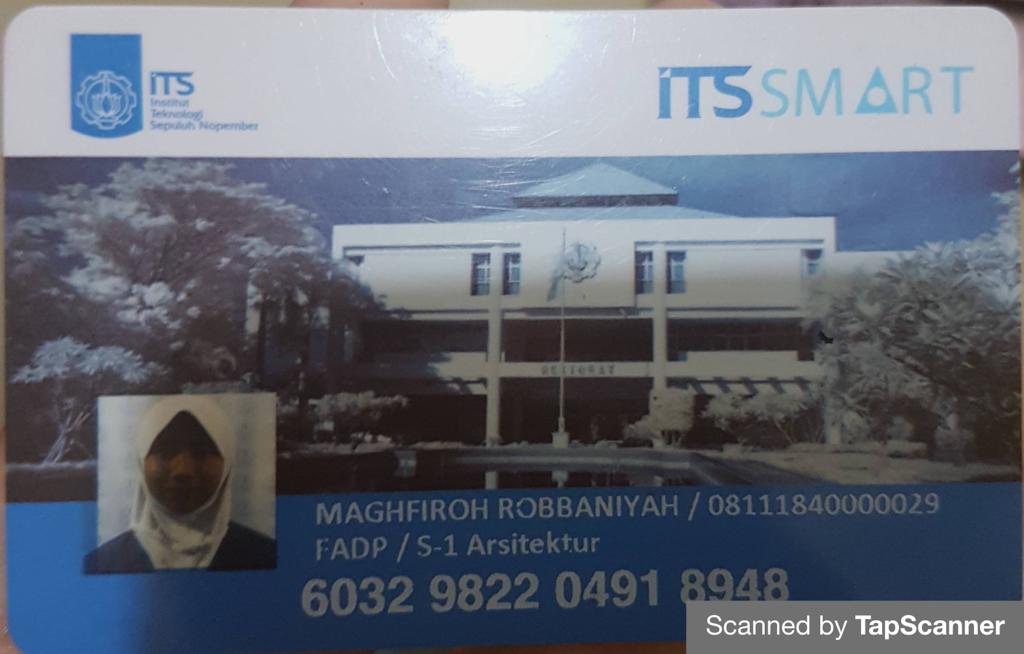 ITS
Institut
Teknologi
Sepuluh Nopember
ITS SMART
REKTORAT
MAGHFIROH ROBBANIYAH / 08111840000029
FADP / S-1 Arsitektur
6032 9822 0491 8948
Scanned by TapScanner